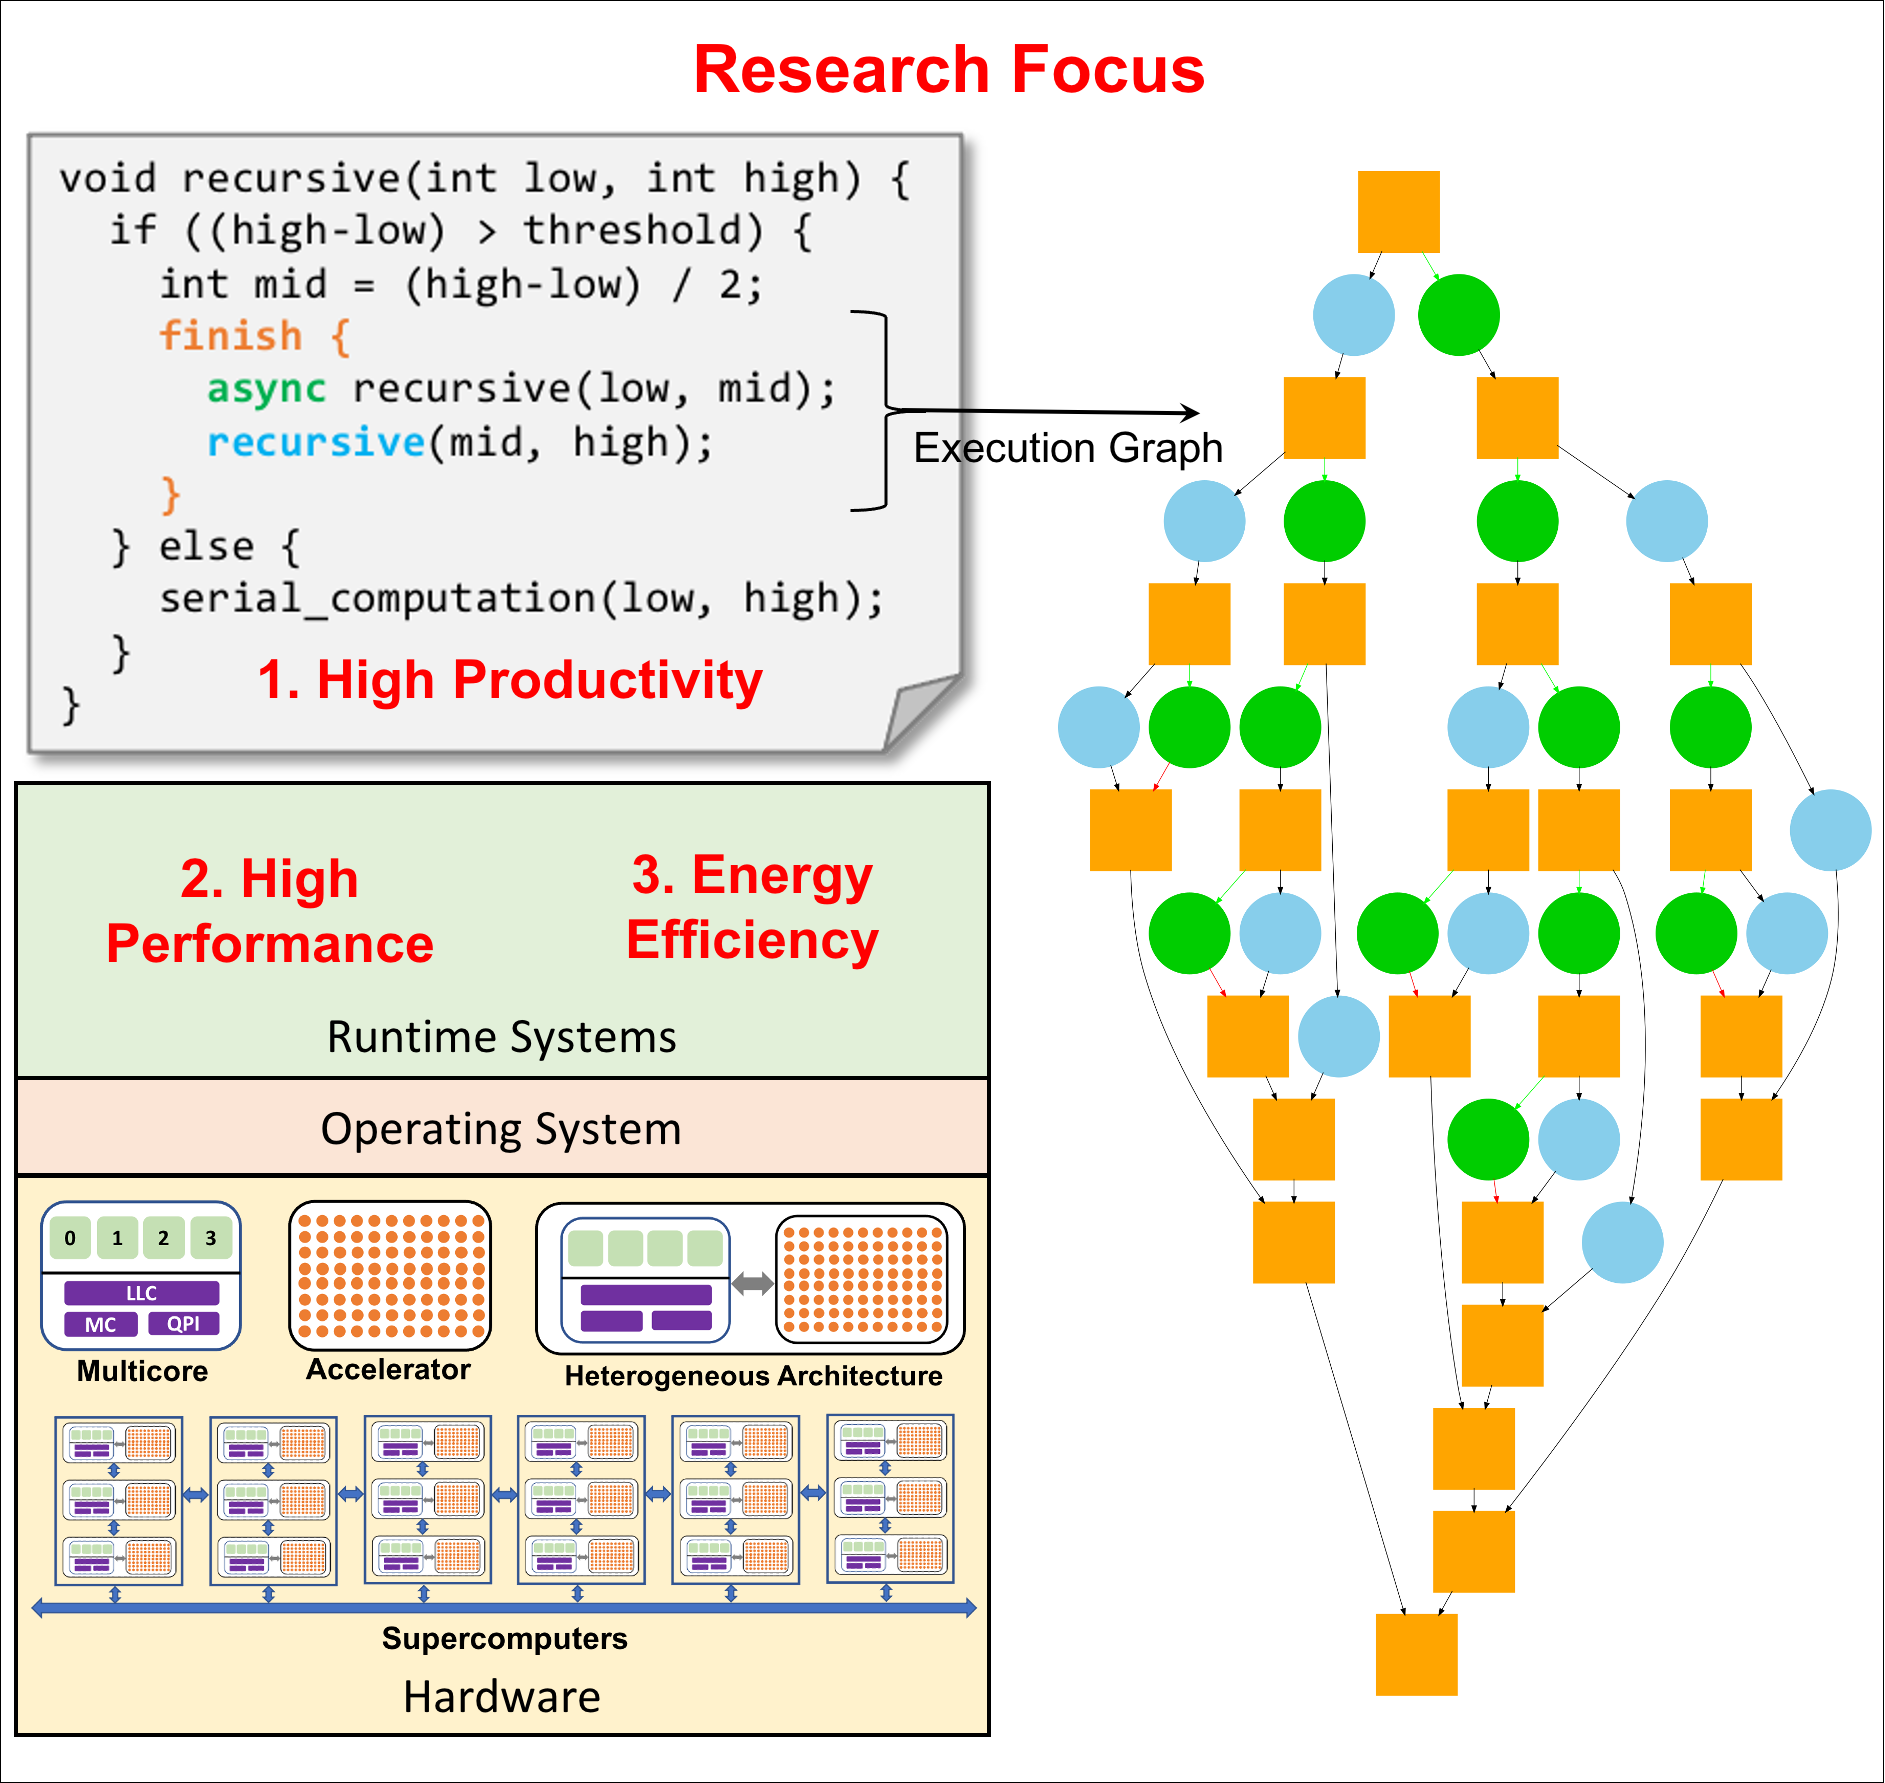 Research Focus
void recursive(int low, int high) {
if ((high-low) > threshold) {
int mid = (high-low) / 2;
finish {
async recursive(low, mid);
recursive(mid, high);
}
} else {
serial_computation(low, high);
}
}
1. High Productivity
Execution Graph
2. High
Performance
3. Energy
Efficiency
Runtime Systems
Operating System
0 1 2 3
LLC
MC QPI
Multicore
Accelerator
Heterogeneous Architecture
Supercomputers
Hardware